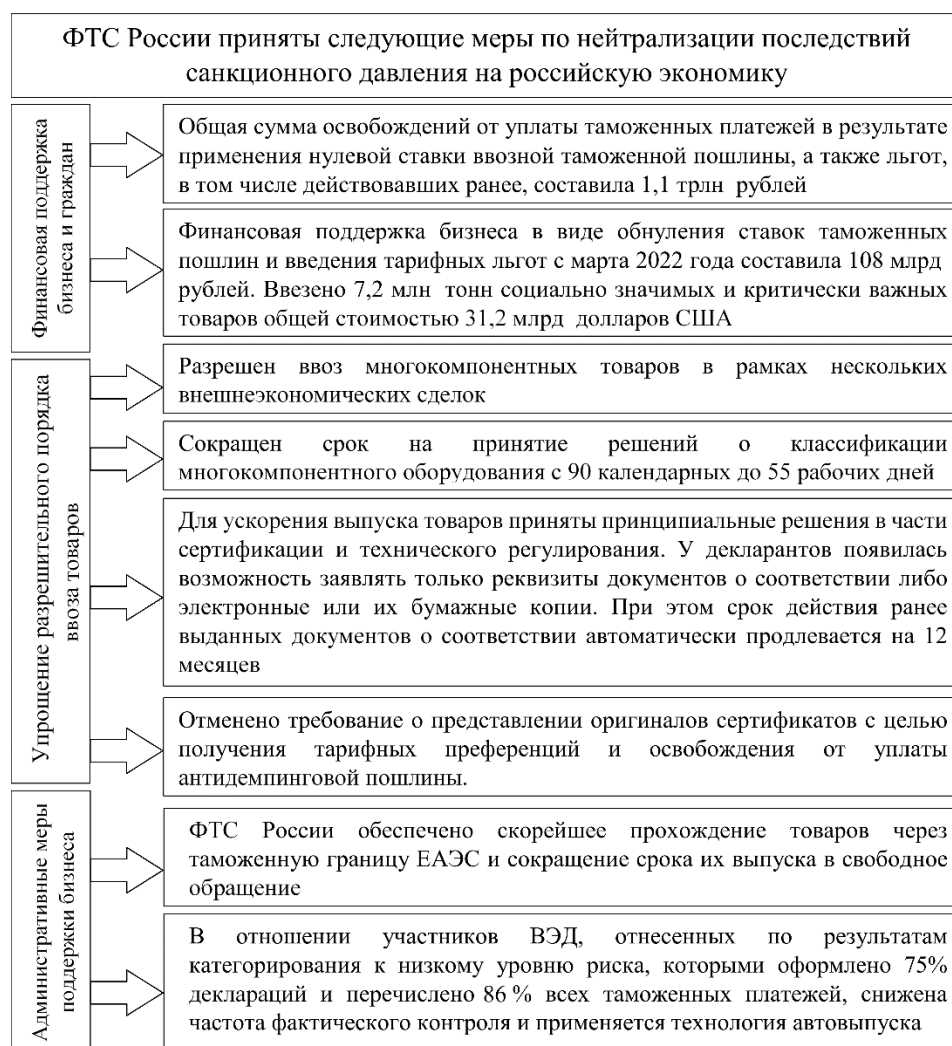 ФТС России приняты следующие меры по нейтрализации последствий
санкционного давления на российскую экономику
Финансовая поддержка
бизнеса и граждан
Общая сумма освобождений от уплаты таможенных платежей в результате
применения нулевой ставки ввозной таможенной пошлины, а также льгот,
в том числе действовавших ранее, составила 1,1 трлн рублей
Финансовая поддержка бизнеса в виде обнуления ставок таможенных
пошлин и введения тарифных льгот с марта 2022 года составила 108 млрд
рублей. Ввезено 7,2 млн тонн социально значимых и критически важных
товаров общей стоимостью 31,2 млрд долларов США
Упрощение разрешительного порядка
ввоза товаров
Разрешен ввоз многокомпонентных товаров в рамках нескольких
внешнеэкономических сделок
Сокращен срок на принятие решений о классификации
многокомпонентного оборудования с 90 календарных до 55 рабочих дней
Для ускорения выпуска товаров приняты принципиальные решения в части
сертификации и технического регулирования. У декларантов появилась
возможность заявлять только реквизиты документов о соответствии либо
электронные или их бумажные копии. При этом срок действия ранее
выданных документов о соответствии автоматически продлевается на 12
месяцев
Отменено требование о представлении оригиналов сертификатов с целью
получения тарифных преференций и освобождения от уплаты
антидемпинговой пошлины.
Административные меры
поддержки бизнеса
ФТС России обеспечено скорейшее прохождение товаров через
таможенную границу ЕАЭС и сокращение срока их выпуска в свободное
обращение
В отношении участников ВЭД, отнесенных по результатам
категорирования к низкому уровню риска, которыми оформлено 75%
деклараций и перечислено 86 % всех таможенных платежей, снижена
частота фактического контроля и применяется технология автовыпуска